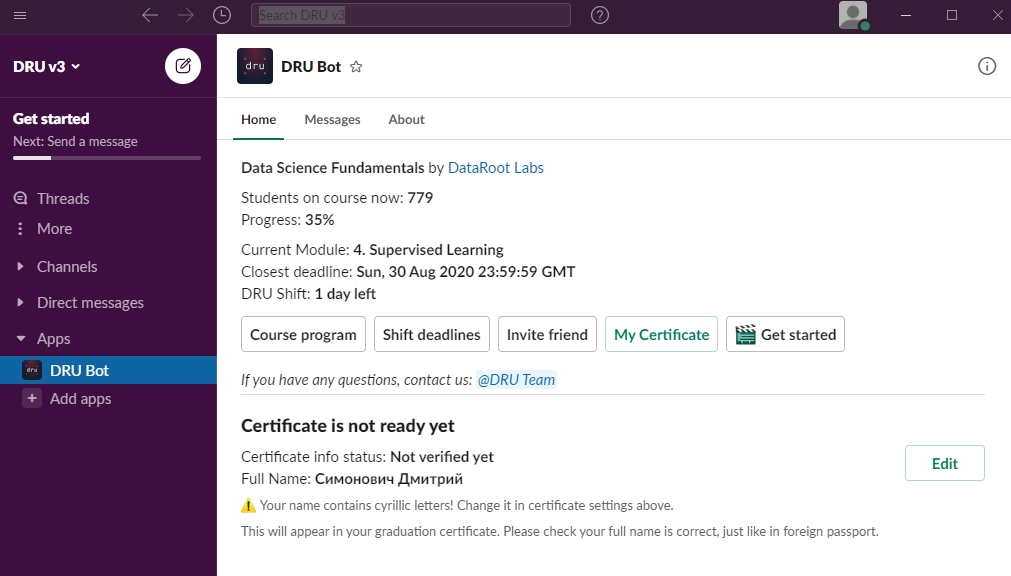 Search DRU v3
DRU v3
Get started
Next: Send a message
Threads
More
Channels
Direct messages
Apps
dru DRU Bot
Add apps
dru DRU Bot
Home Messages About
Data Science Fundamentals by DataRoot Labs
Students on course now: 779
Progress: 35%
Current Module: 4. Supervised Learning
Closest deadline: Sun, 30 Aug 2020 23:59:59 GMT
DRU Shift: 1 day left
Course program Shift deadlines Invite friend My Certificate Get started
If you have any questions, contact us: @DRU Team
Certificate is not ready yet
Certificate info status: Not verified yet
Full Name: Симонович Дмитрий
Edit
Your name contains cyrillic letters! Change it in certificate settings above.
This will appear in your graduation certificate. Please check your full name is correct, just like in foreign passport.